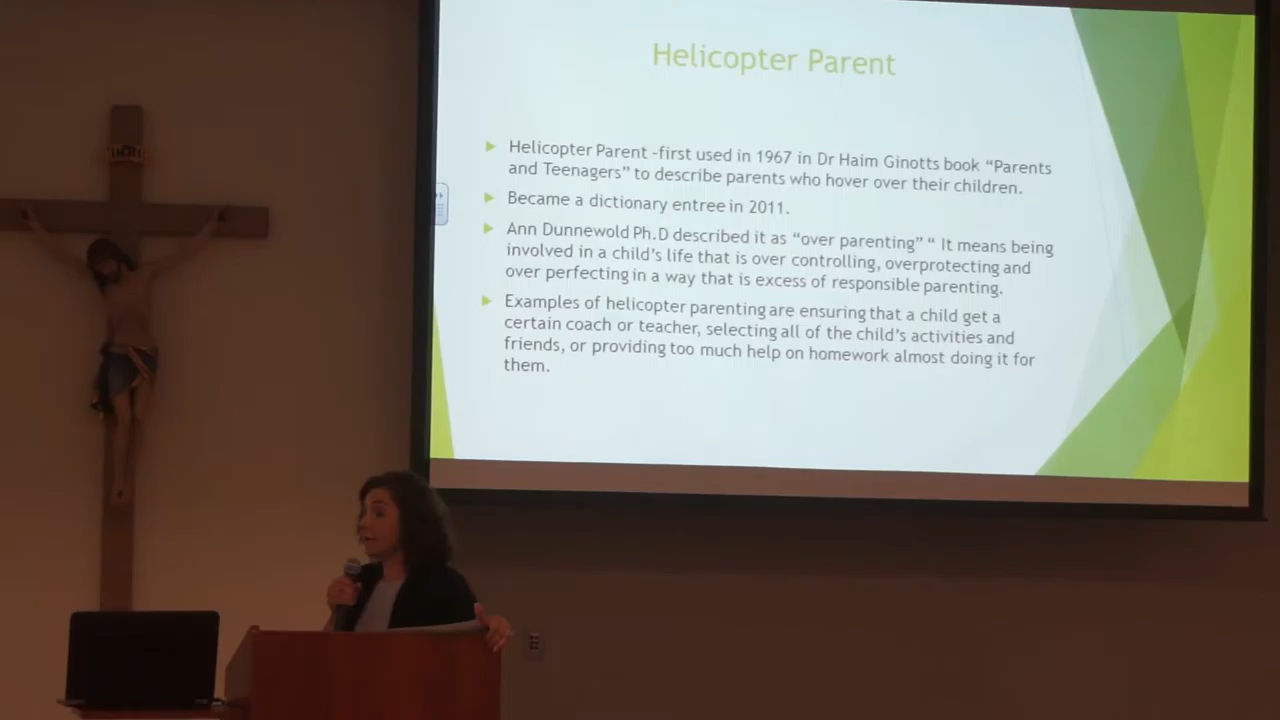 INRI
Helicopter Parent
Helicopter Parent -first used in 1967 in Dr Haim Ginotts book “Parents
and Teenagers” to describe parents who hover over their children.
Became a dictionary entree in 2011.
Ann Dunnewold Ph.D described it as “over parenting” “ It means being
involved in a child’s life that is over controlling, overprotecting and
over perfecting in a way that is excess of responsible parenting.
Examples of helicopter parenting are ensuring that a child get a
certain coach or teacher, selecting all of the child’s activities and
friends, or providing too much help on homework almost doing it for
them.